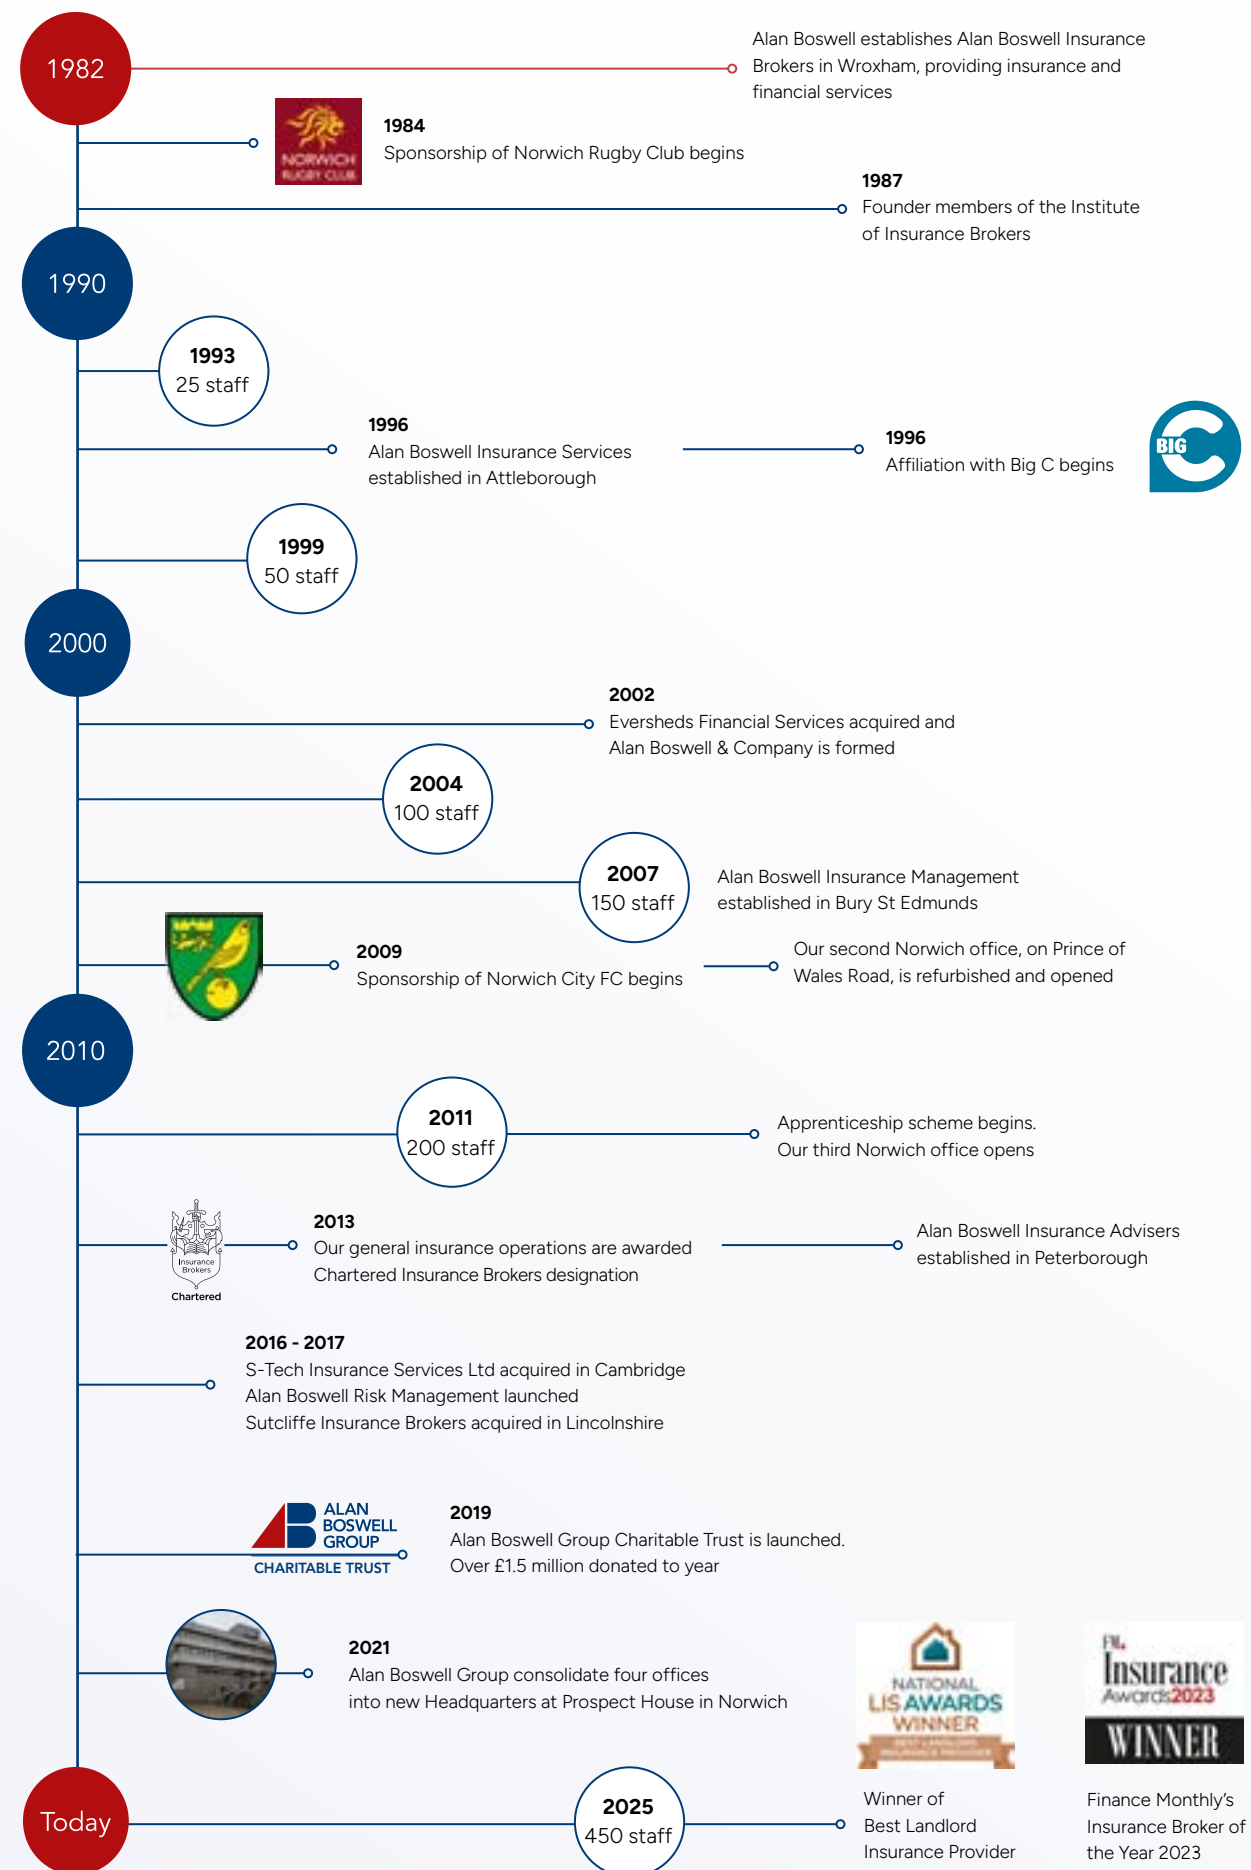 1982
Alan Boswell establishes Alan Boswell Insurance
Brokers in Wroxham, providing insurance and
financial services
NORWICH
RUGBY CLUB
1984
Sponsorship of Norwich Rugby Club begins
1987
Founder members of the Institute
of Insurance Brokers
1990
1993
25 staff
1996
Alan Boswell Insurance Services
established in Attleborough
1996
Affiliation with Big C begins
BIG C
1999
50 staff
2000
2002
Eversheds Financial Services acquired and
Alan Boswell & Company is formed
2004
100 staff
2007
150 staff
Alan Boswell Insurance Management
established in Bury St Edmunds
2009
Sponsorship of Norwich City FC begins
Our second Norwich office, on Prince of
Wales Road, is refurbished and opened
2010
2011
200 staff
Apprenticeship scheme begins.
Our third Norwich office opens
Insurance
Brokers
Chartered
2013
Our general insurance operations are awarded
Chartered Insurance Brokers designation
Alan Boswell Insurance Advisers
established in Peterborough
2016 - 2017
S-Tech Insurance Services Ltd acquired in Cambridge
Alan Boswell Risk Management launched
Sutcliffe Insurance Brokers acquired in Lincolnshire
ALAN
BOSWELL
GROUP
CHARITABLE TRUST
2019
Alan Boswell Group Charitable Trust is launched.
Over £1.5 million donated to year
2021
Alan Boswell Group consolidate four offices
into new Headquarters at Prospect House in Norwich
NATIONAL
LIS AWARDS
WINNER
BEST LANDLORD
INSURANCE PROVIDER
FM.
Insurance
Awards2023
WINNER
Today
2025
450 staff
Winner of
Best Landlord
Insurance Provider
Finance Monthly's
Insurance Broker of
the Year 2023